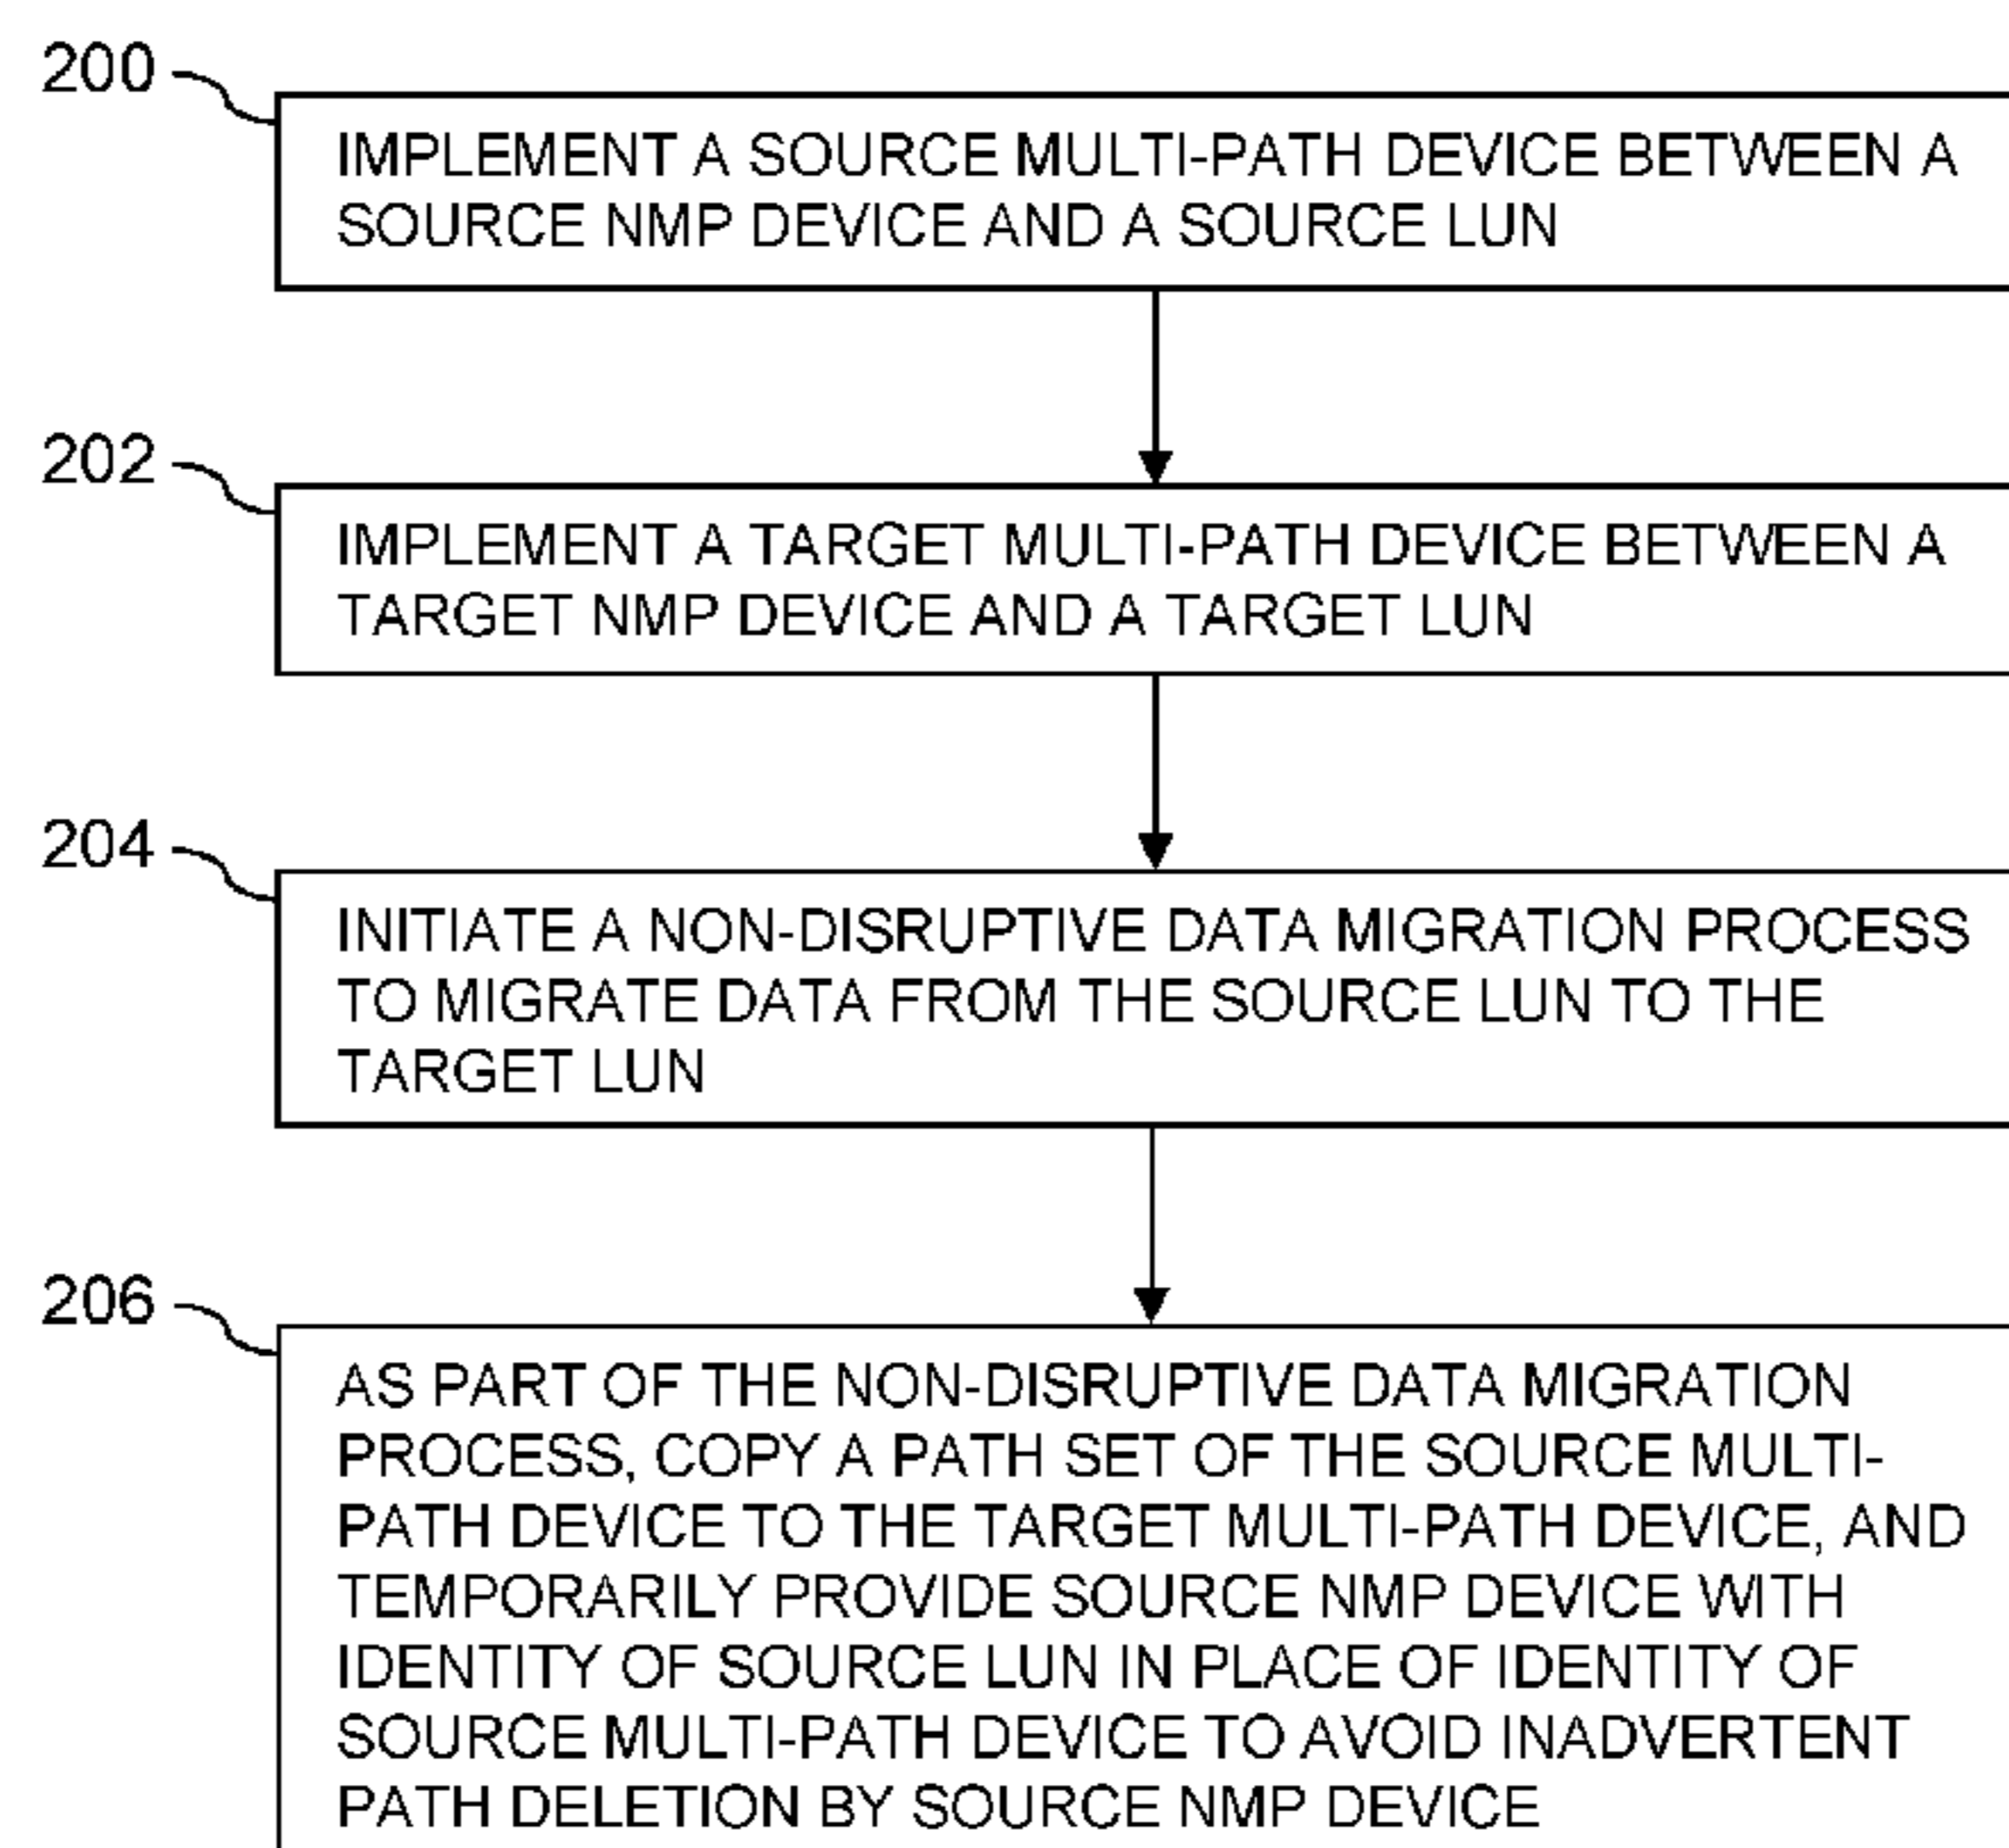 200
IMPLEMENT A SOURCE MULTI-PATH DEVICE BETWEEN A
SOURCE NMP DEVICE AND A SOURCE LUN
202
IMPLEMENT A TARGET MULTI-PATH DEVICE BETWEEN A
TARGET NMP DEVICE AND A TARGET LUN
204
INITIATE A NON-DISRUPTIVE DATA MIGRATION PROCESS
TO MIGRATE DATA FROM THE SOURCE LUN TO THE
TARGET LUN
206
AS PART OF THE NON-DISRUPTIVE DATA MIGRATION
PROCESS, COPY A PATH SET OF THE SOURCE MULTI-
PATH DEVICE TO THE TARGET MULTI-PATH DEVICE, AND
TEMPORARILY PROVIDE SOURCE NMP DEVICE WITH
IDENTITY OF SOURCE LUN IN PLACE OF IDENTITY OF
SOURCE MULTI-PATH DEVICE TO AVOID INADVERTENT
PATH DELETION BY SOURCE NMP DEVICE